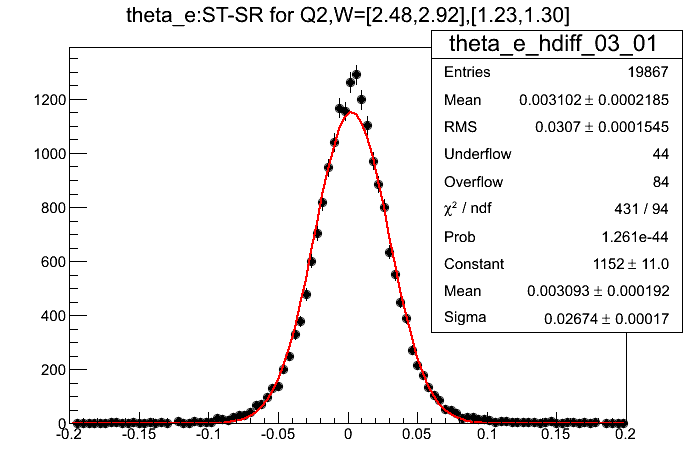 theta_e:ST-SR for Q2,W=[2.48,2.92],[1.23,1.30]
theta_e_hdiff_03_01
Entries 19867
Mean 0.003102 ± 0.0002185
RMS 0.0307 ± 0.0001545
Underflow 44
Overflow 84
χ² / ndf 431 / 94
Prob 1.261e-44
Constant 1152 ± 11.0
Mean 0.003093 ± 0.000192
Sigma 0.02674 ± 0.00017
1200
1000
800
600
400
200
0
-0.2 -0.15 -0.1 -0.05 0 0.05 0.1 0.15 0.2